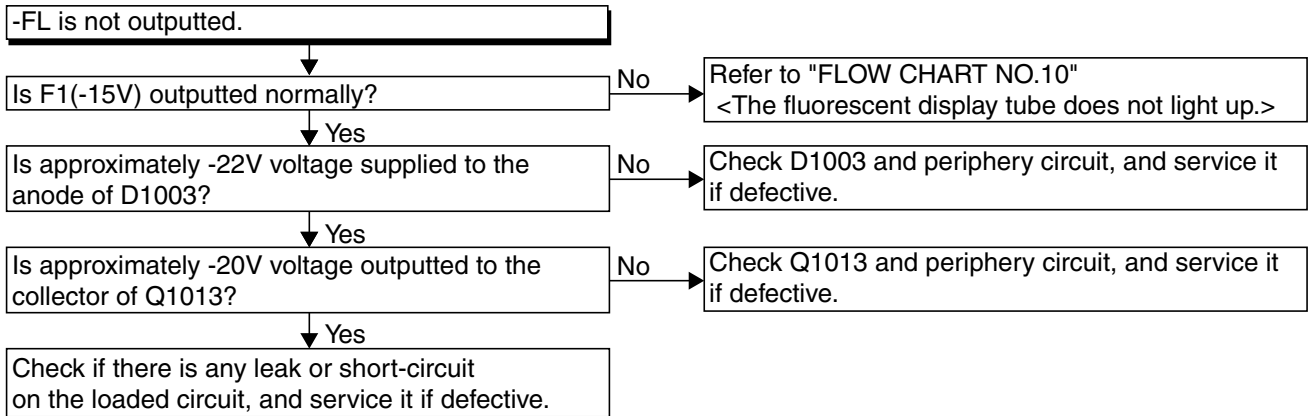 -FL is not outputted.
Is F1(-15V) outputted normally?
No
Refer to "FLOW CHART NO.10"
<The fluorescent display tube does not light up.>
Yes
Is approximately -22V voltage supplied to the
anode of D1003?
No
Check D1003 and periphery circuit, and service it
if defective.
Yes
Is approximately -20V voltage outputted to the
collector of Q1013?
No
Check Q1013 and periphery circuit, and service it
if defective.
Yes
Check if there is any leak or short-circuit
on the loaded circuit, and service it if defective.